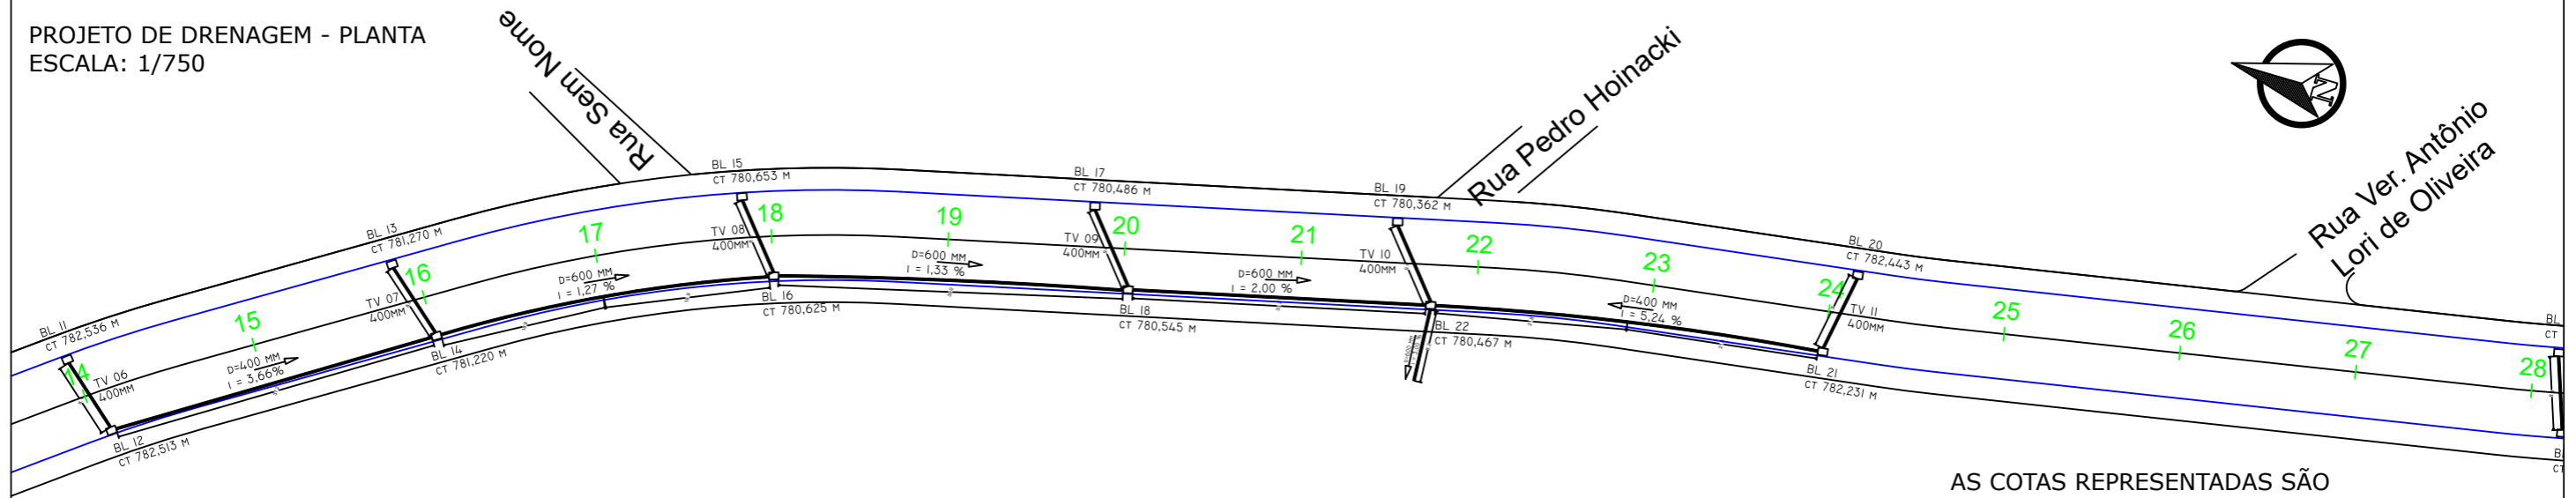 PROJETO DE DRENAGEM - PLANTA
ESCALA: 1/750
Rua Sem Nome
Rua Pedro Hoinacki
N
Rua Ver. Antônio
Lori de Oliveira
BL 11
CT 782,536 M
14
TV 06
400MM
BL 12
CT 782,513 M
15
D=400 MM
I = 3,66%
BL 13
CT 781,270 M
16
TV 07
400MM
BL 14
CT 781,220 M
17
D=600 MM
I = 1,27 %
BL 15
CT 780,653 M
18
TV 08
400MM
BL 16
CT 780,625 M
19
D=600 MM
I = 1,33 %
BL 17
CT 780,486 M
20
TV 09
400MM
BL 18
CT 780,545 M
21
D=600 MM
I = 2,00 %
BL 19
CT 780,362 M
TV 10
400MM
22
BL 22
CT 780,467 M
D=600 MM
23
D=400 MM
I = 5,24 %
BL 20
CT 782,443 M
24
TV 11
400MM
BL 21
CT 782,231 M
25
26
27
28
BL
CT
AS COTAS REPRESENTADAS SÃO